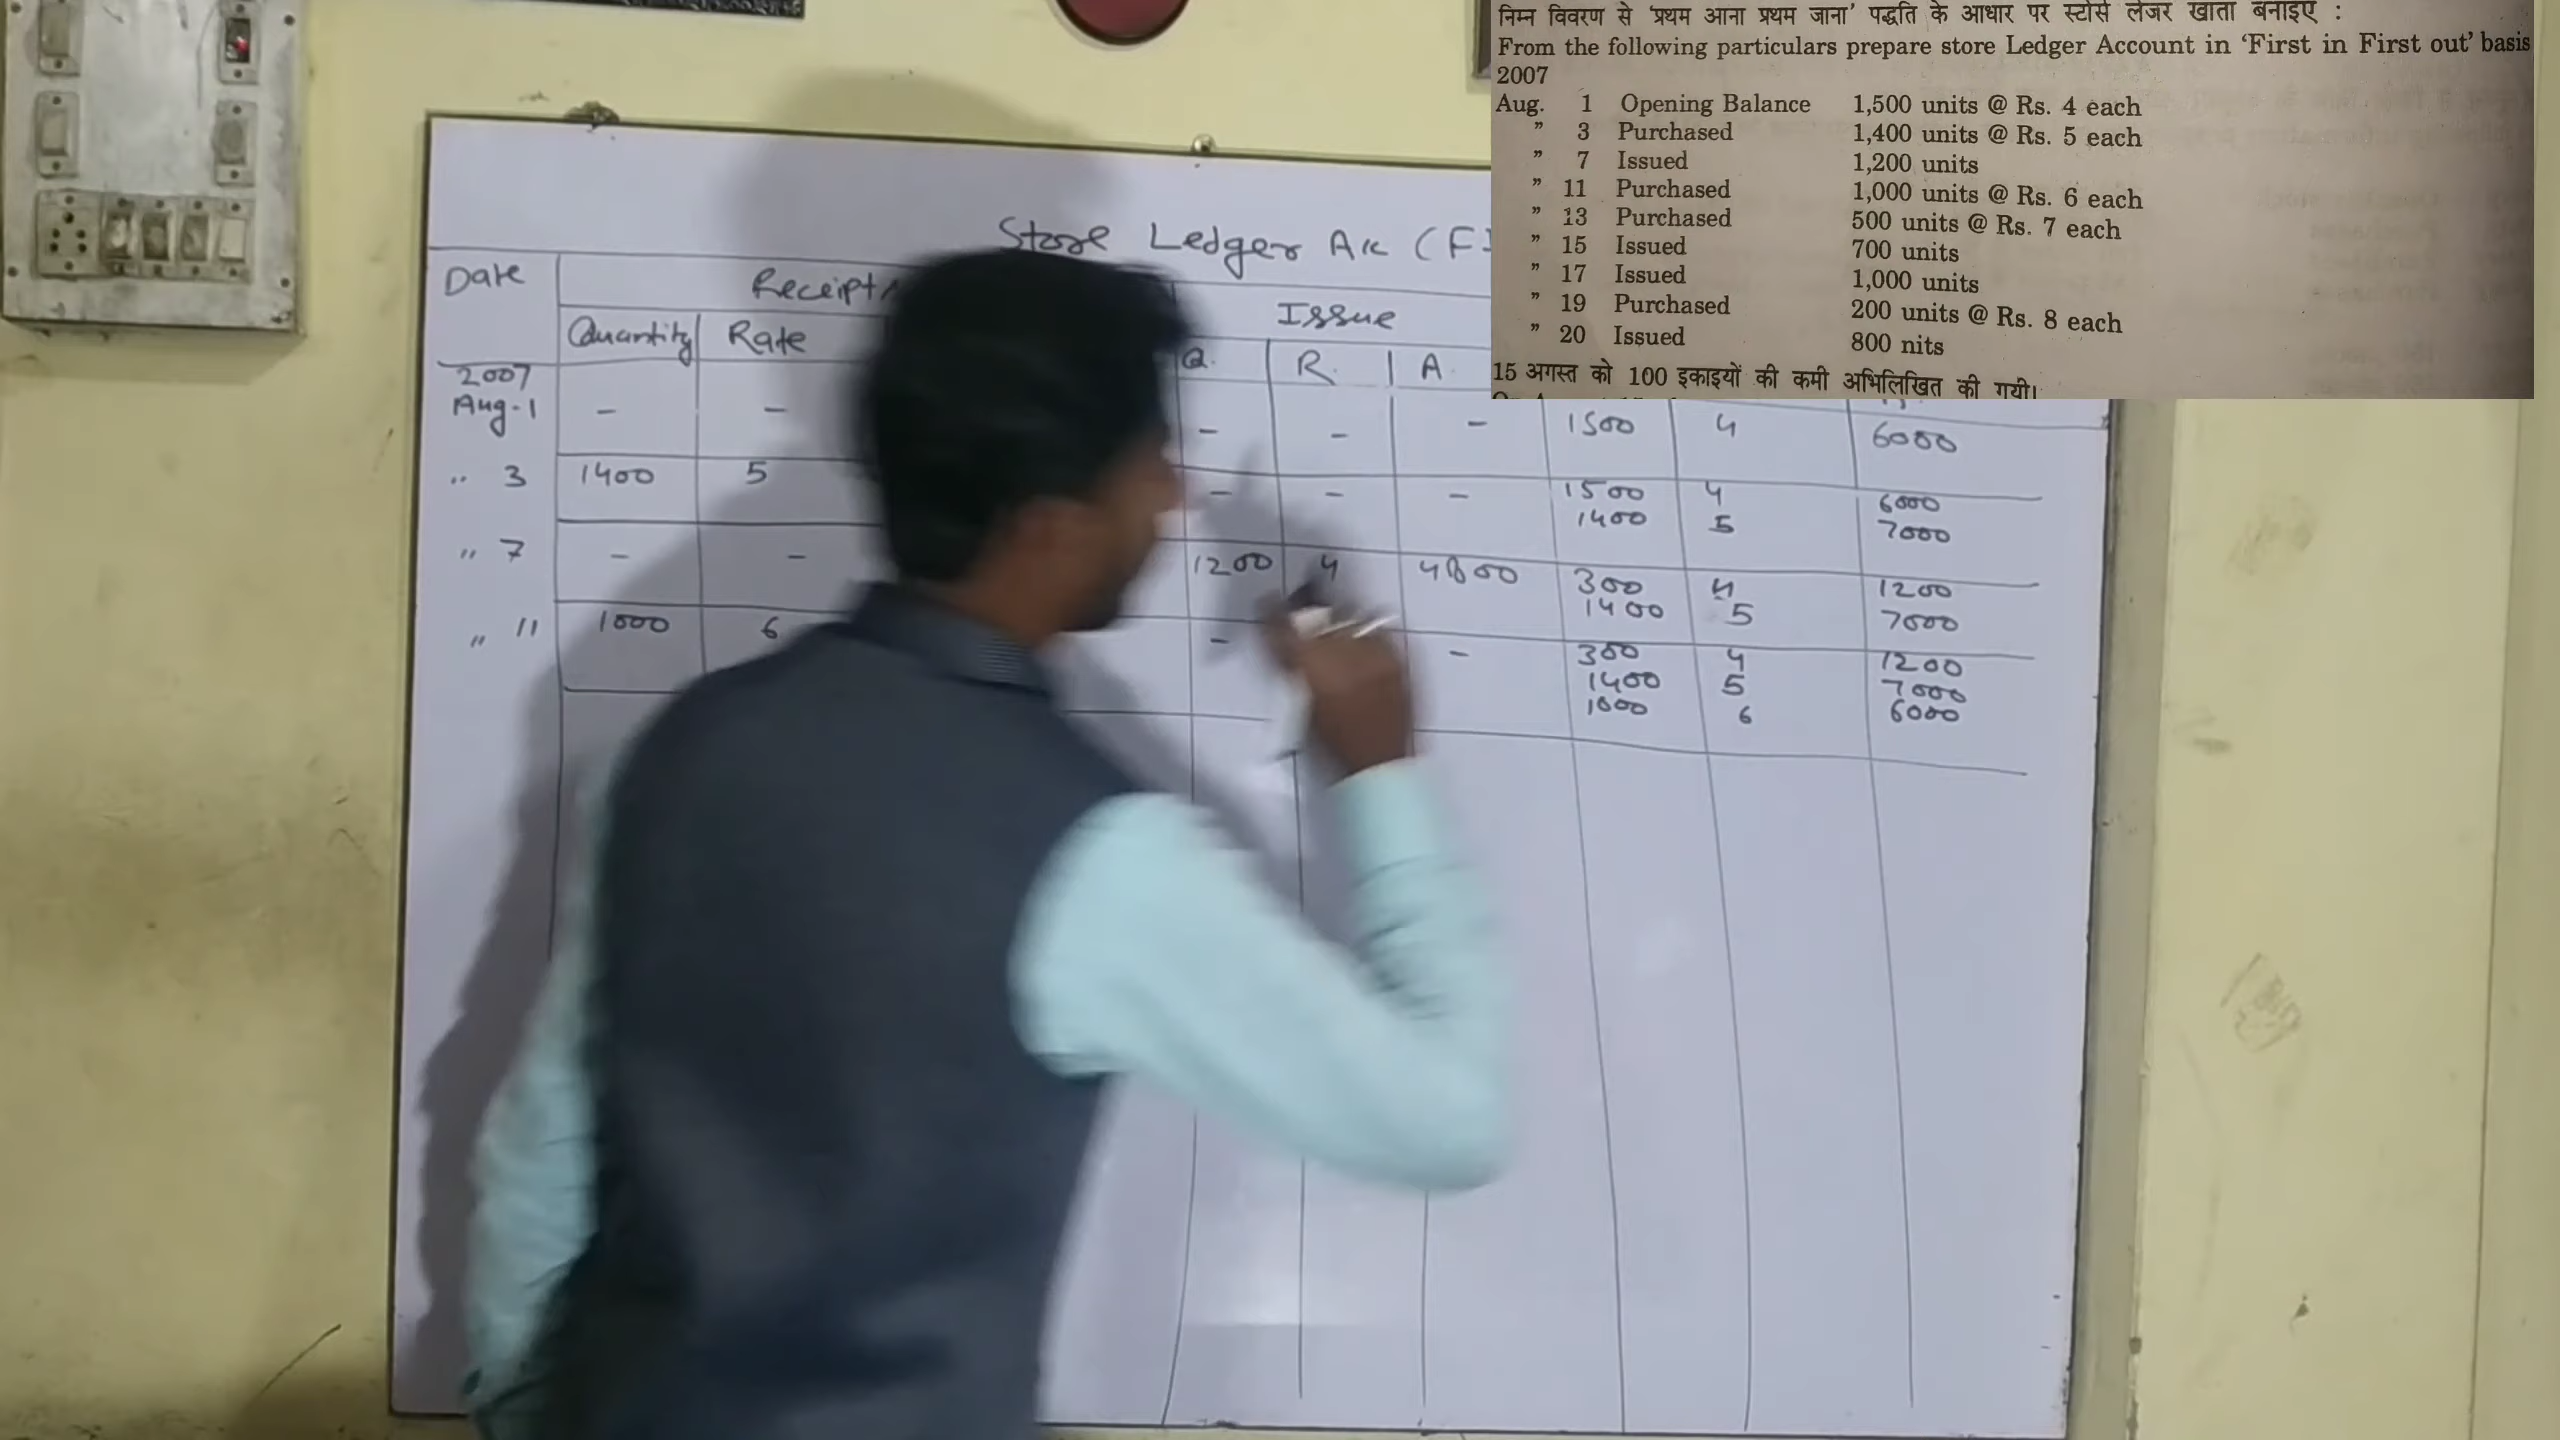 निम्न विवरण से 'प्रथम आना प्रथम जाना' पद्धति के आधार पर स्टोर्स लेजर खाता बनाइए :
From the following particulars prepare store Ledger Account in 'First in First out' basis
2007
Aug. 1 Opening Balance 1,500 units @ Rs. 4 each
" 3 Purchased 1,400 units @ Rs. 5 each
" 7 Issued 1,200 units
" 11 Purchased 1,000 units @ Rs. 6 each
" 13 Purchased 500 units @ Rs. 7 each
" 15 Issued 700 units
" 17 Issued 1,000 units
" 19 Purchased 200 units @ Rs. 8 each
" 20 Issued 800 nits
15 अगस्त को 100 इकाइयों की कमी अभिलिखित की गयी।
Store Ledger A/c (F
Date Receipt Issue
Quantity Rate Q. R. A
2007
Aug-1 - - - - - 1500 4 6000
" 3 1400 5 - - - 1500 4 6000
1400 5 7000
" 7 - - 1200 4 4800 300 4 1200
1400 5 7000
" 11 1000 6 - - 300 4 1200
1400 5 7000
1000 6 6000